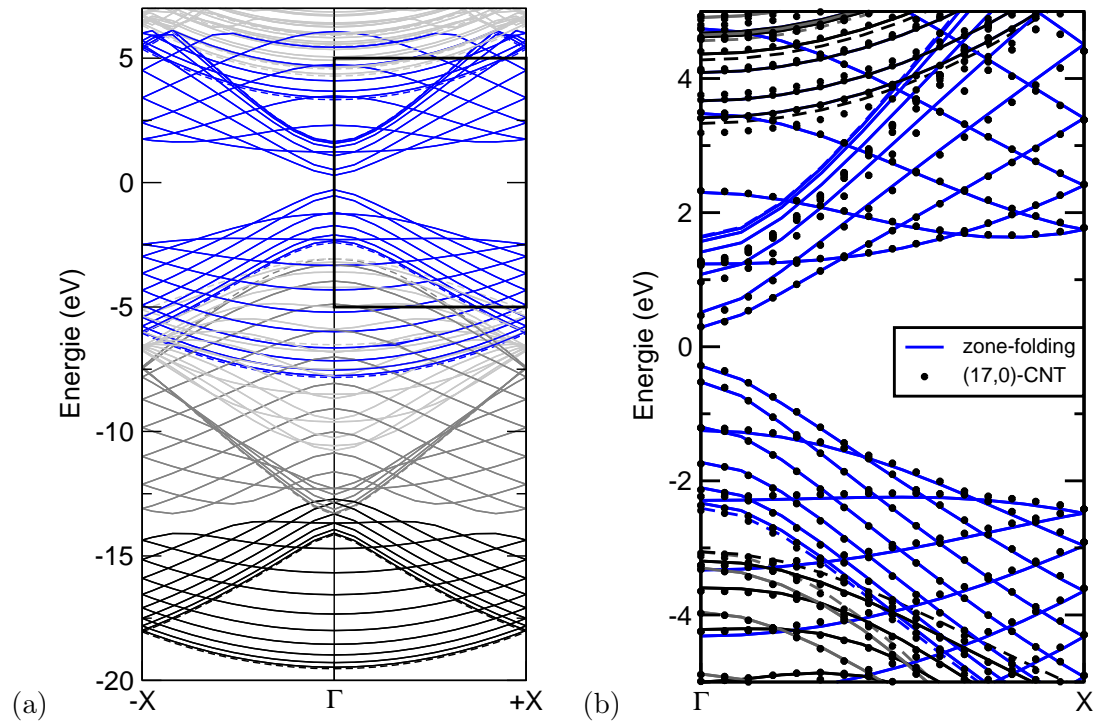 Energie (eV)
5
0
-5
-10
-15
-20
-X
Γ
+X
(a)
Energie (eV)
4
2
0
-2
-4
zone-folding
(17,0)-CNT
Γ
X
(b)